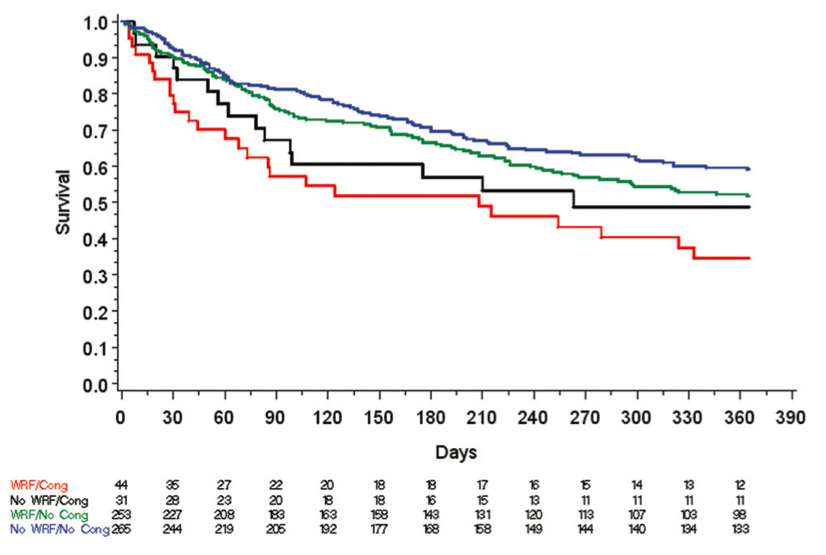 1.0
0.9
0.8
0.7
0.6
0.5
0.4
0.3
0.2
0.1
0.0
Survival
0 30 60 90 120 150 180 210 240 270 300 330 360 390
Days
WRF/Cong 44 35 27 22 20 18 18 17 16 15 14 13 12
No WRF/Cong 31 28 23 20 18 18 16 15 13 11 11 11 11
WRF/No Cong 253 227 208 183 163 158 143 131 120 113 107 103 98
No WRF/No Cong 265 244 219 205 192 177 168 158 149 144 140 134 133